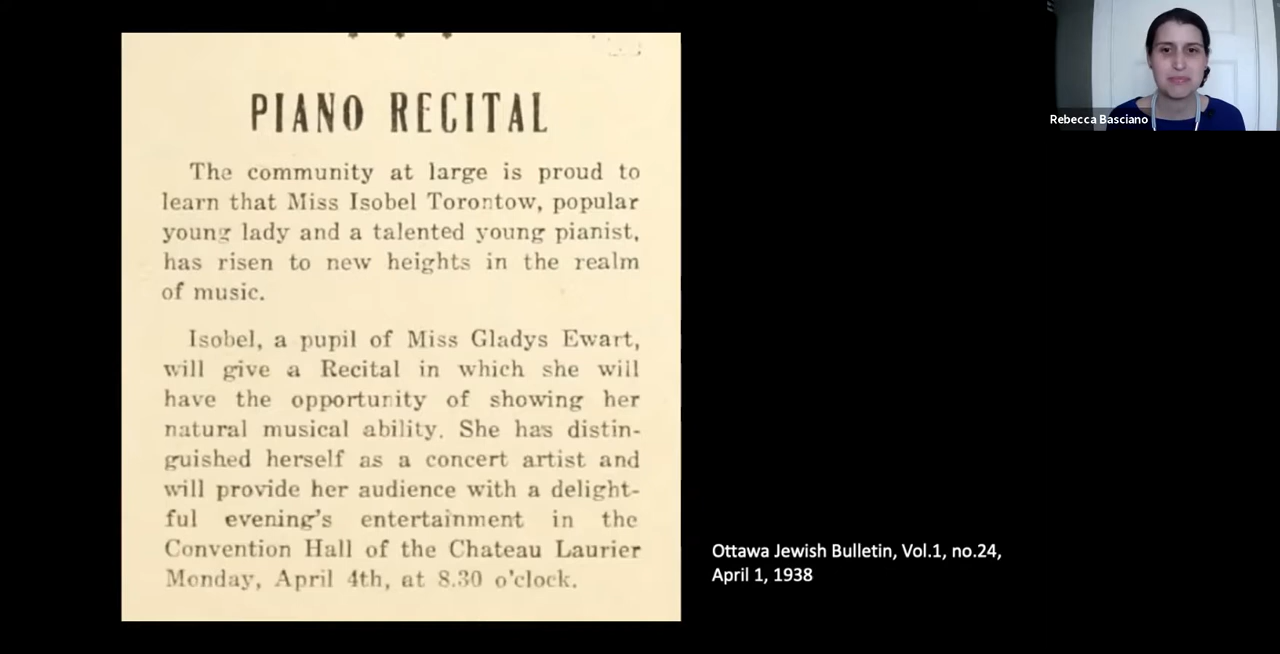 PIANO RECITAL
The community at large is proud to
learn that Miss Isobel Torontow, popular
young lady and a talented young pianist,
has risen to new heights in the realm
of music.
Isobel, a pupil of Miss Gladys Ewart,
will give a Recital in which she will
have the opportunity of showing her
natural musical ability. She has distin-
guished herself as a concert artist and
will provide her audience with a delight-
ful evening's entertainment in the
Convention Hall of the Chateau Laurier
Monday, April 4th, at 8.30 o'clock.
Ottawa Jewish Bulletin, Vol.1, no.24,
April 1, 1938
Rebecca Basciano